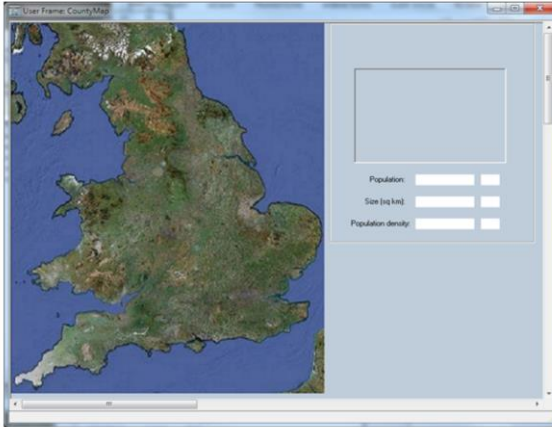 User Frame: CountyMap
Population:
Size (sq km):
Population density: